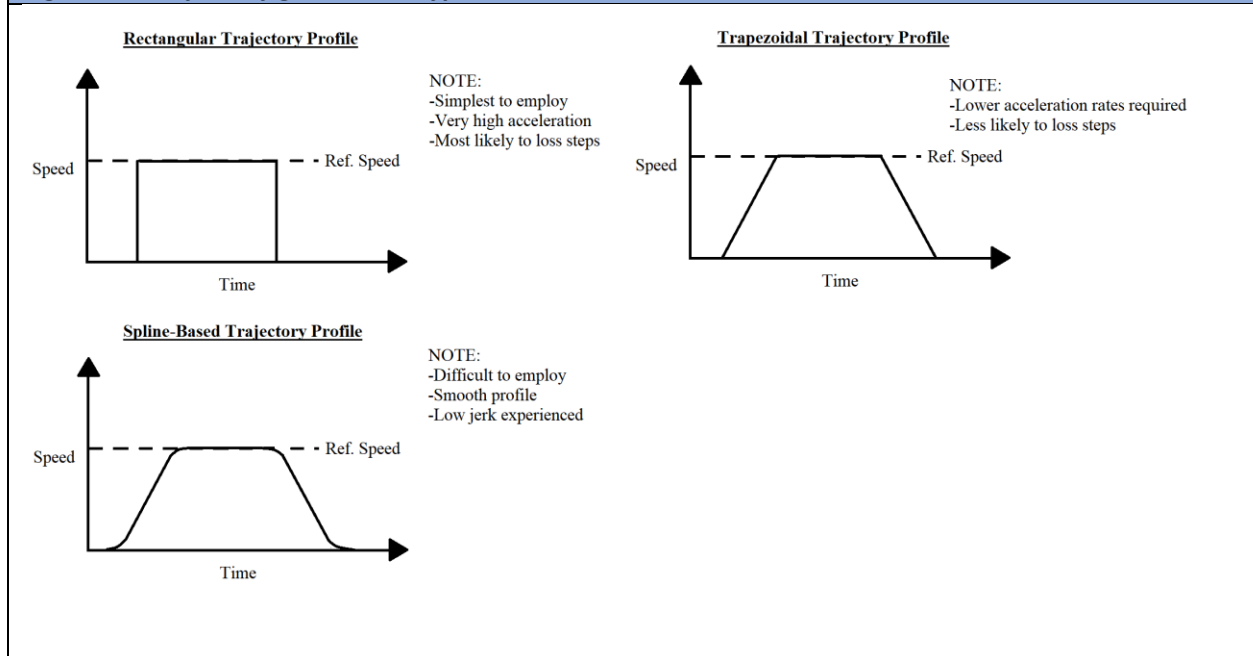 Rectangular Trajectory Profile
NOTE:
-Simplest to employ
-Very high acceleration
-Most likely to loss steps
Speed
Ref. Speed
Time
Trapezoidal Trajectory Profile
NOTE:
-Lower acceleration rates required
-Less likely to loss steps
Speed
Ref. Speed
Time
Spline-Based Trajectory Profile
NOTE:
-Difficult to employ
-Smooth profile
-Low jerk experienced
Speed
Ref. Speed
Time